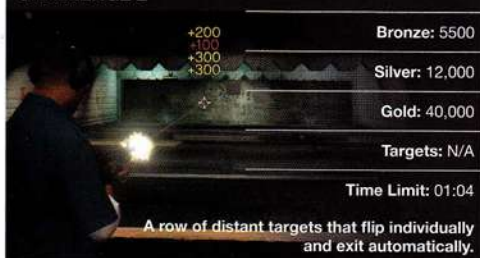 +200
+100
+300
+300
Bronze: 5500
Silver: 12,000
Gold: 40,000
Targets: N/A
Time Limit: 01:04
A row of distant targets that flip individually
and exit automatically.